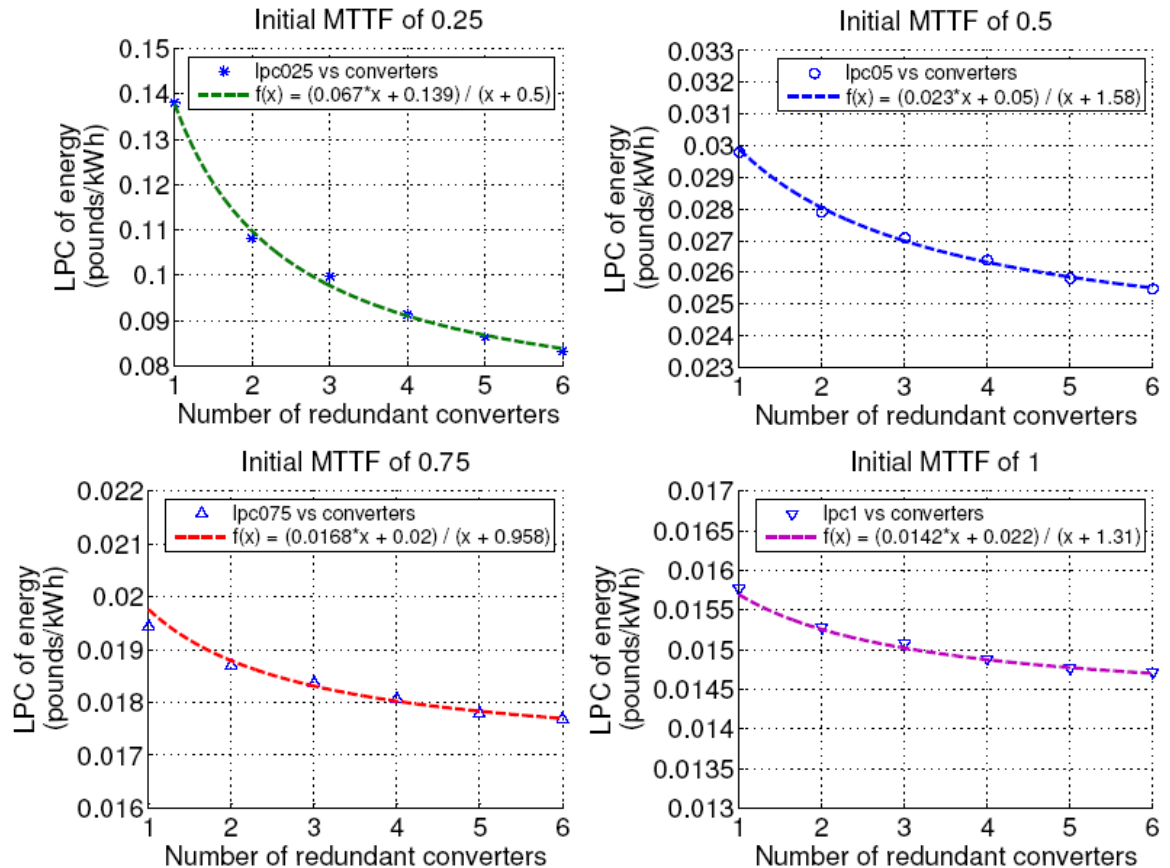 Initial MTTF of 0.25
0.15
0.14
0.13
0.12
0.11
0.1
0.09
0.08
LPC of energy
(pounds/kWh)
lpc025 vs converters
f(x) = (0.067*x + 0.139) / (x + 0.5)
1 2 3 4 5 6
Number of redundant converters
Initial MTTF of 0.5
0.033
0.032
0.031
0.03
0.029
0.028
0.027
0.026
0.025
0.024
0.023
LPC of energy
(pounds/kWh)
lpc05 vs converters
f(x) = (0.023*x + 0.05) / (x + 1.58)
1 2 3 4 5 6
Number of redundant converters
Initial MTTF of 0.75
0.022
0.021
0.02
0.019
0.018
0.017
0.016
LPC of energy
(pounds/kWh)
lpc075 vs converters
f(x) = (0.0168*x + 0.02) / (x + 0.958)
1 2 3 4 5 6
Number of redundant converters
Initial MTTF of 1
0.017
0.0165
0.016
0.0155
0.015
0.0145
0.014
0.0135
0.013
LPC of energy
(pounds/kWh)
lpc1 vs converters
f(x) = (0.0142*x + 0.022) / (x + 1.31)
1 2 3 4 5 6
Number of redundant converters